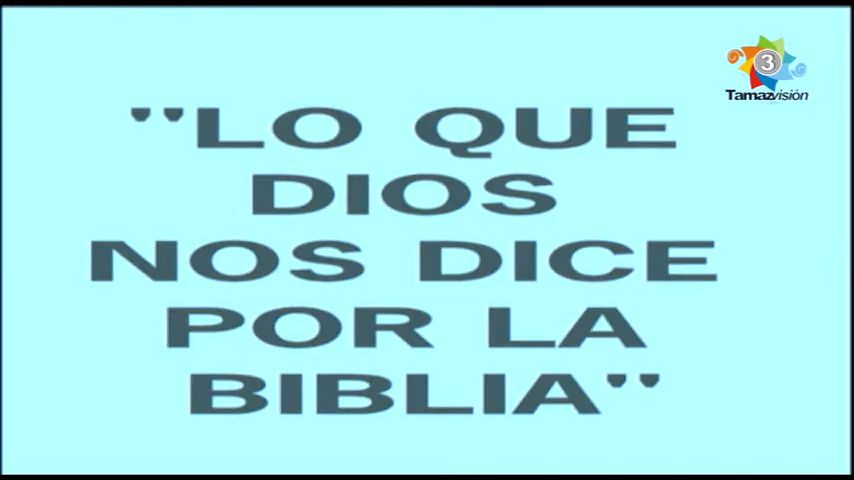 3
Tamazvisión
"LO QUE
DIOS
NOS DICE
POR LA
BIBLIA"